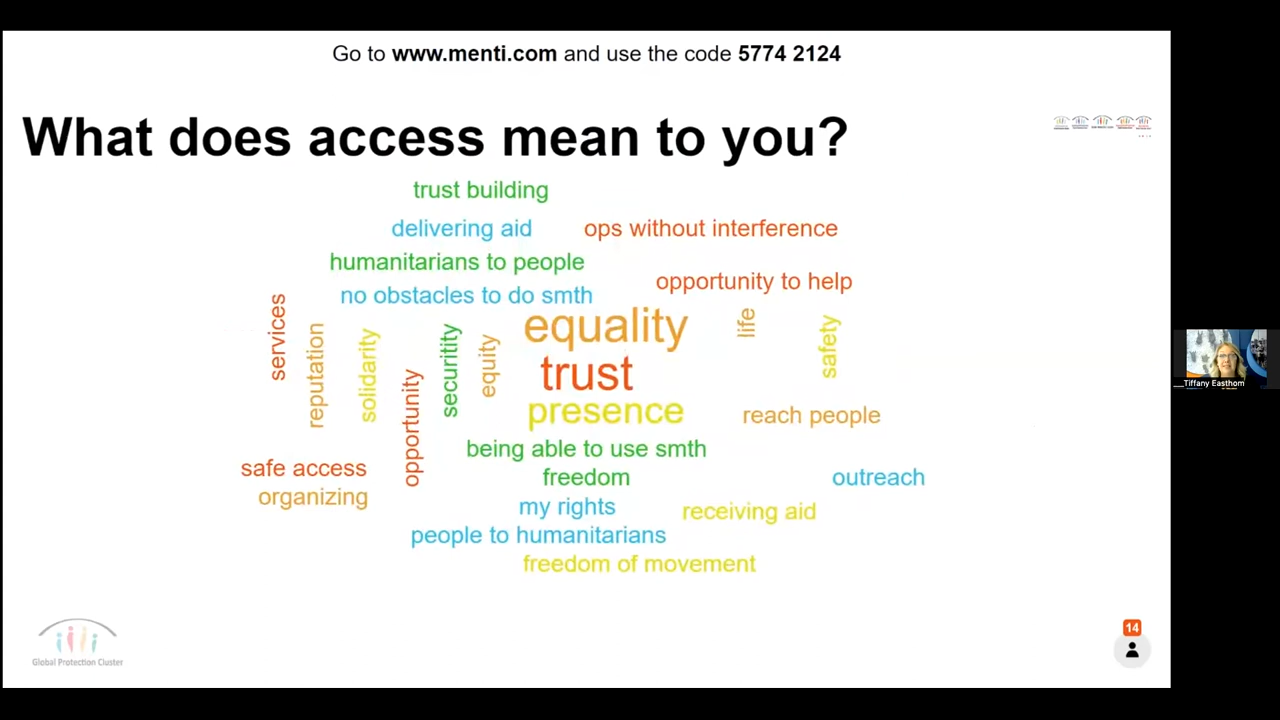 Go to www.menti.com and use the code 5774 2124
What does access mean to you?
trust building
delivering aid
ops without interference
humanitarians to people
opportunity to help
no obstacles to do smth
services
reputation
solidarity
opportunity
securitity
equity
equality
life
safety
trust
presence
reach people
being able to use smth
safe access
freedom
outreach
organizing
my rights
receiving aid
people to humanitarians
freedom of movement
Global Protection Cluster
14
Tiffany Easthom